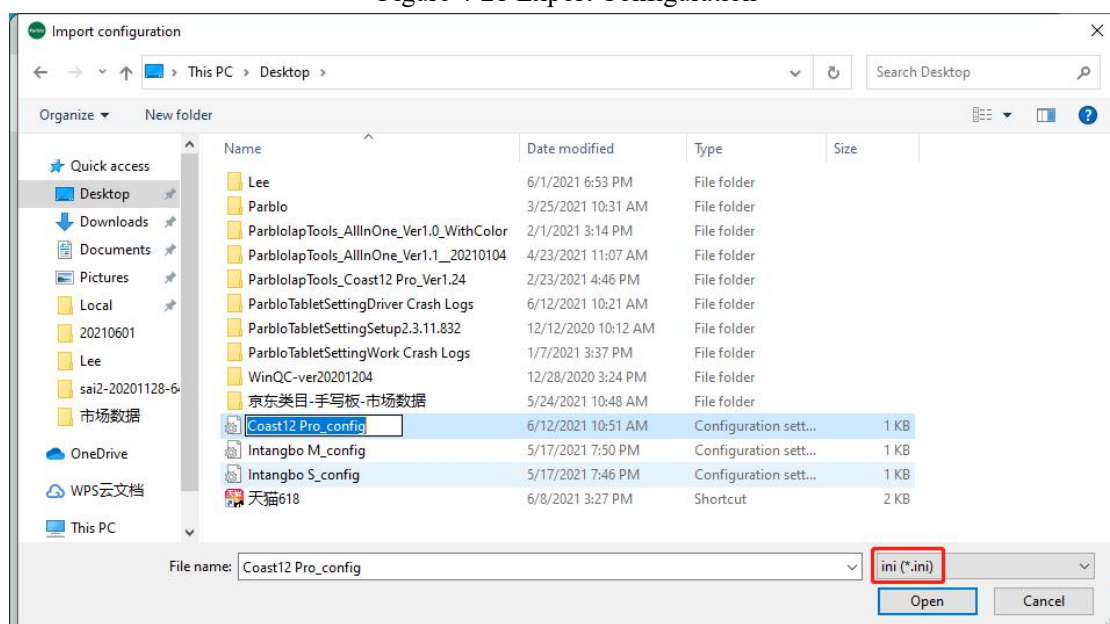 Import configuration
This PC > Desktop >
Search Desktop
Organize
New folder
Name Date modified Type Size
Quick access
Desktop
Downloads
Documents
Pictures
Local
20210601
Lee
sai2-20201128-6
市场数据
OneDrive
WPS云文档
This PC
Lee 6/1/2021 6:53 PM File folder
Parblo 3/25/2021 10:31 AM File folder
ParbloIapTools_AllInOne_Ver1.0_WithColor 2/1/2021 3:14 PM File folder
ParbloIapTools_AllInOne_Ver1.1__20210104 4/23/2021 11:07 AM File folder
ParbloIapTools_Coast12 Pro_Ver1.24 2/23/2021 4:46 PM File folder
ParbloTabletSettingDriver Crash Logs 6/12/2021 10:21 AM File folder
ParbloTabletSettingSetup2.3.11.832 12/12/2020 10:12 AM File folder
ParbloTabletSettingWork Crash Logs 1/7/2021 3:37 PM File folder
WinQC-ver20201204 12/28/2020 3:24 PM File folder
京东类目-手写板-市场数据 5/24/2021 10:48 AM File folder
Coast12 Pro_config 6/12/2021 10:51 AM Configuration sett... 1 KB
Intangbo M_config 5/17/2021 7:50 PM Configuration sett... 1 KB
Intangbo S_config 5/17/2021 7:46 PM Configuration sett... 1 KB
天猫618 6/8/2021 3:27 PM Shortcut 2 KB
File name: Coast12 Pro_config
ini (*.ini)
Open
Cancel